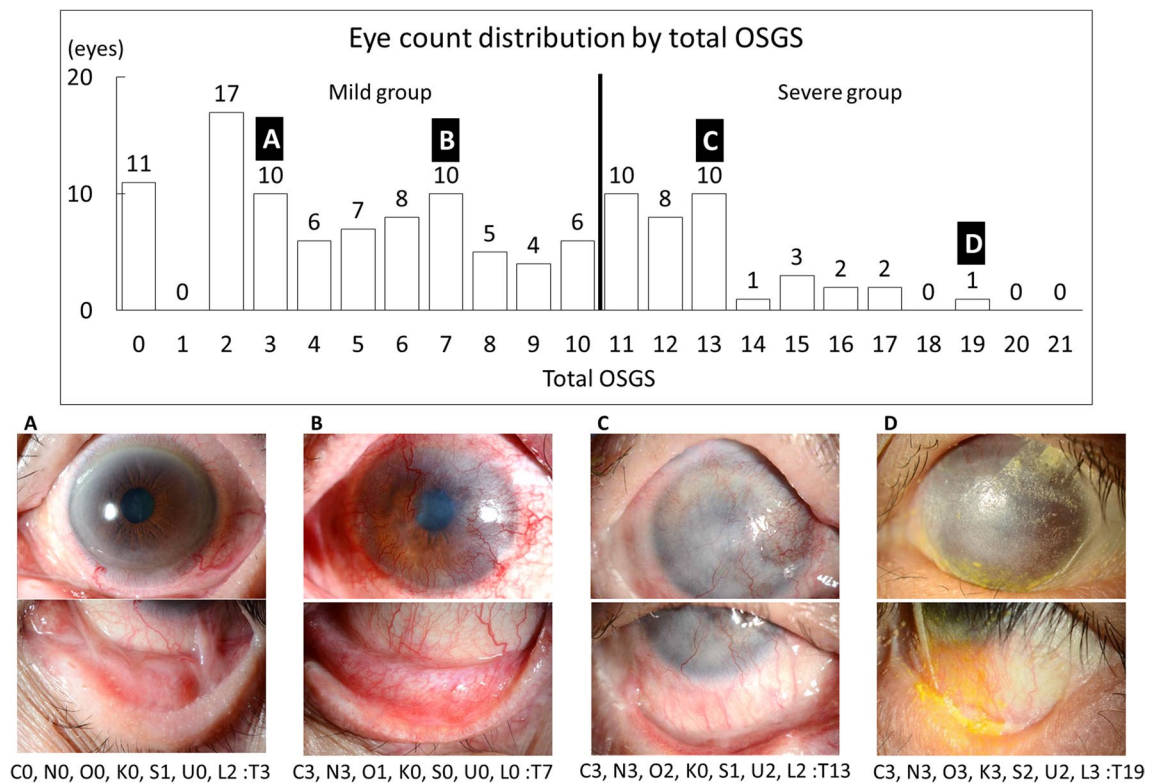 Eye count distribution by total OSGS
(eyes)
20
10
0
Mild group
Severe group
A
B
C
D
11 0 17 10 6 7 8 10 5 4 6 10 8 10 1 3 2 2 0 1 0 0
0 1 2 3 4 5 6 7 8 9 10 11 12 13 14 15 16 17 18 19 20 21
Total OSGS
A
B
C
D
C0, N0, O0, K0, S1, U0, L2 :T3
C3, N3, O1, K0, S0, U0, L0 :T7
C3, N3, O2, K0, S1, U2, L2 :T13
C3, N3, O3, K3, S2, U2, L3 :T19